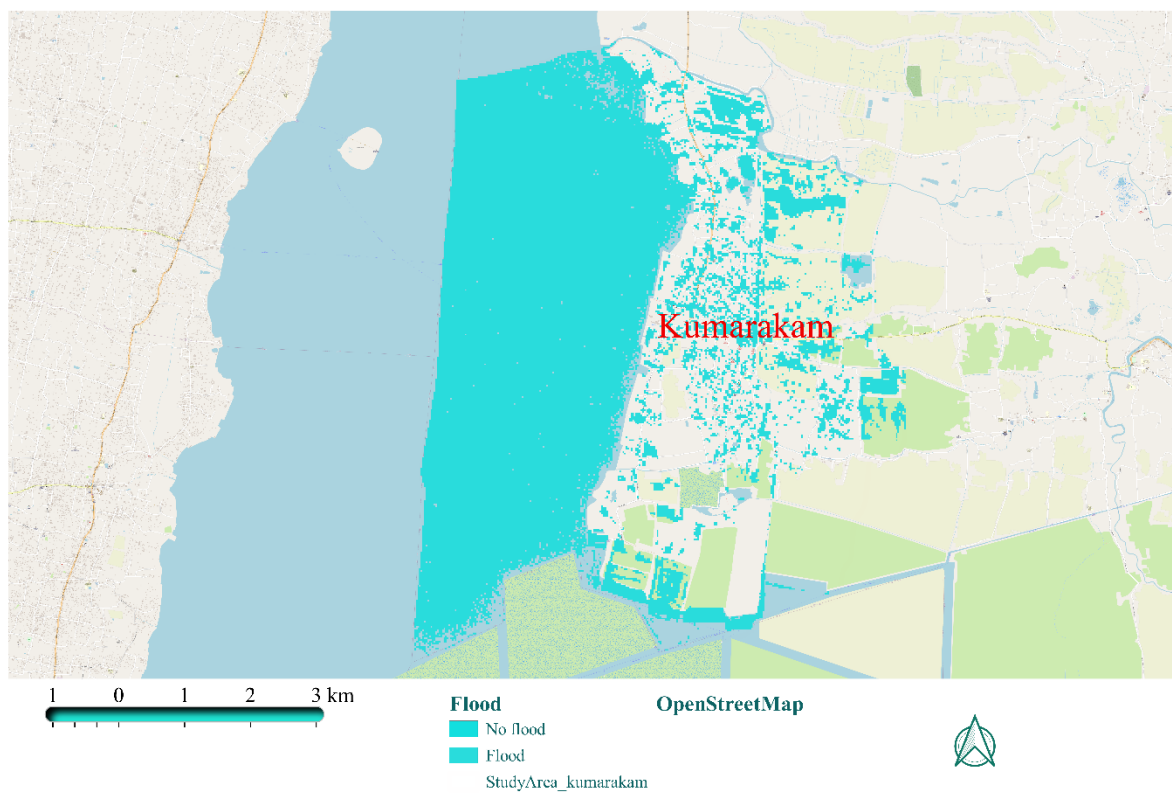 Kumarakam
1 0 1 2 3 km
Flood
No flood
Flood
StudyArea_kumarakam
OpenStreetMap